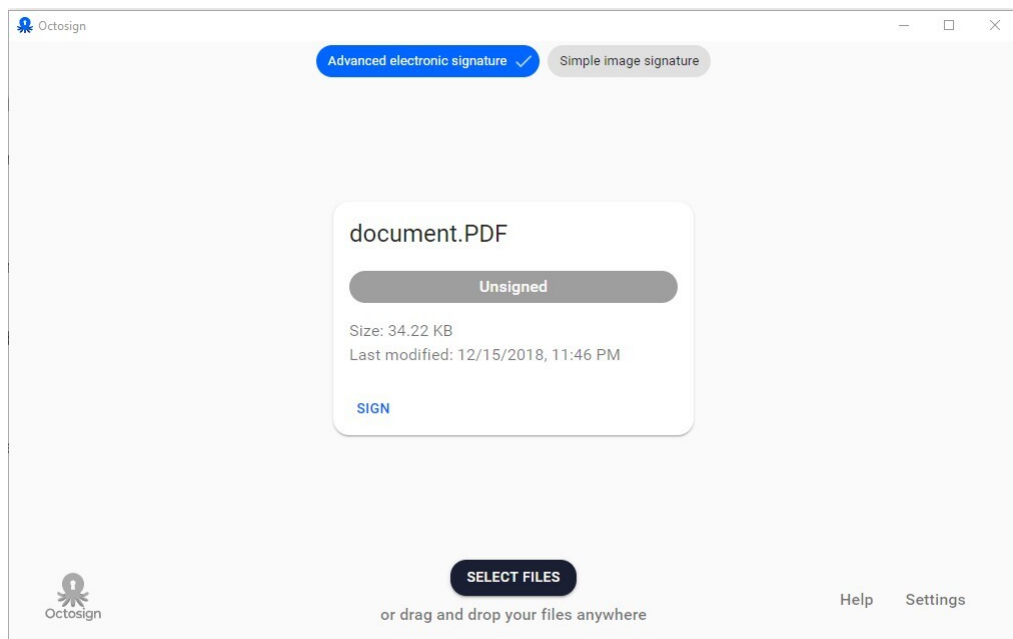 Octosign
Advanced electronic signature
Simple image signature
document.PDF
Unsigned
Size: 34.22 KB
Last modified: 12/15/2018, 11:46 PM
SIGN
SELECT FILES
or drag and drop your files anywhere
Octosign
Help
Settings